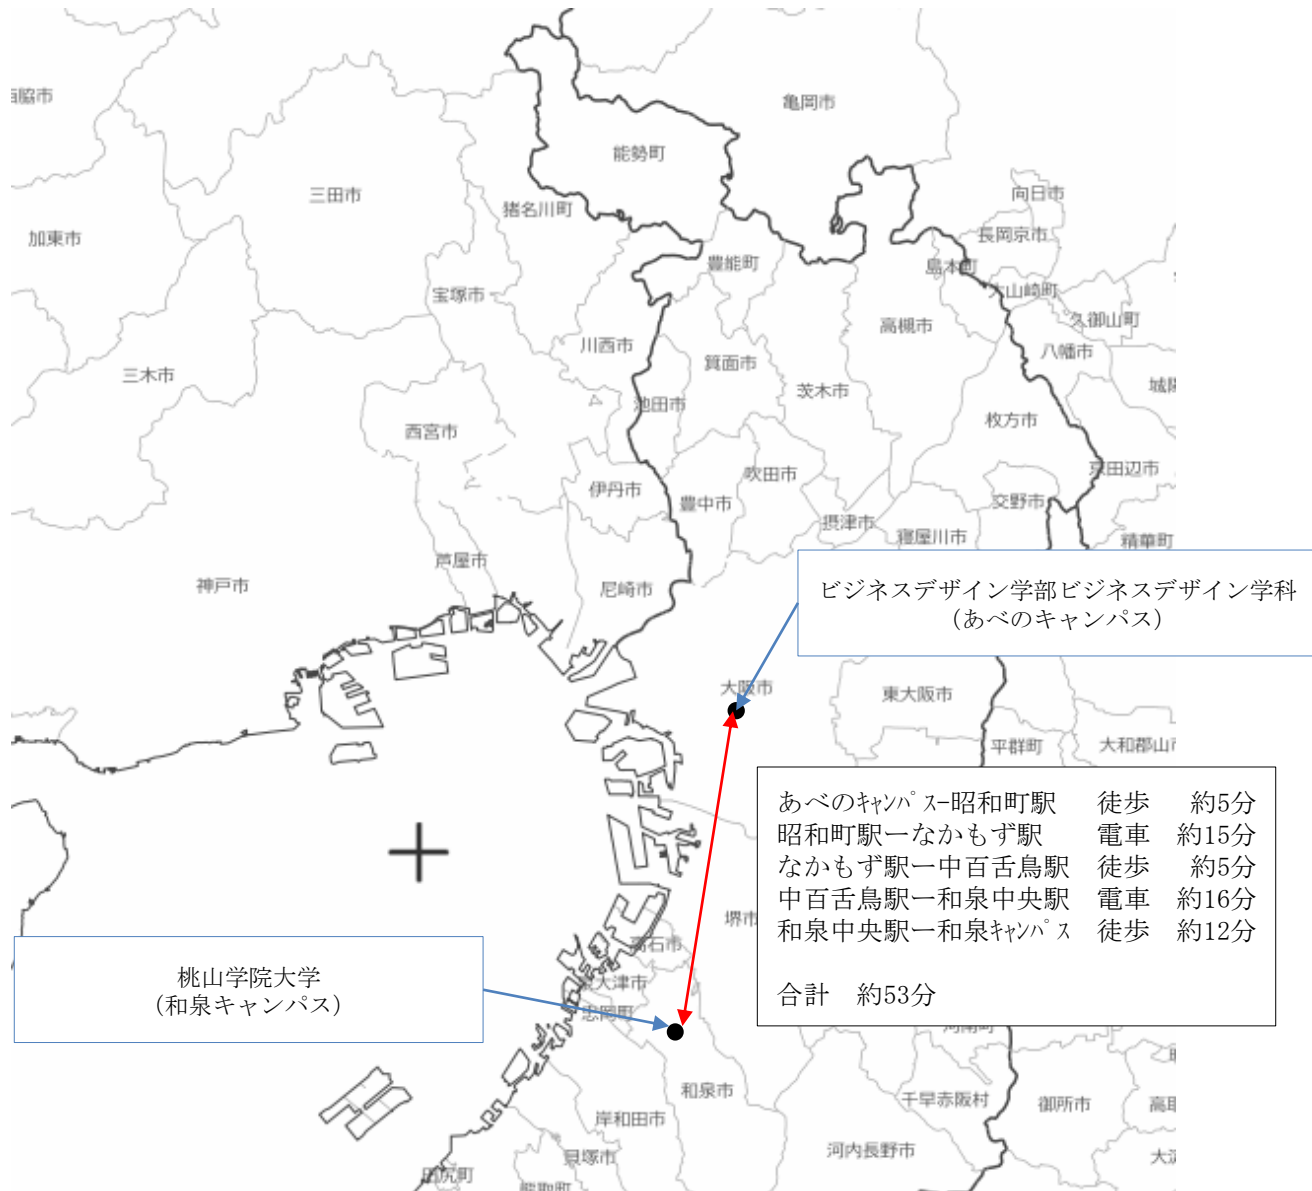 亀岡市
能勢町
三田市
猪名川町
向日市
長岡京市
加東市
豊能町
島本町
大山崎町
宝塚市
久御山町
高槻市
川西市
八幡市
箕面市
三木市
茨木市
池田市
枚方市
西宮市
京田辺市
吹田市
伊丹市
豊中市
交野市
摂津市
寝屋川市
精華町
芦屋市
神戸市
尼崎市
ビジネスデザイン学部ビジネスデザイン学科
(あべのキャンパス)
大阪市
東大阪市
平群町
大和郡山市
あべのｷｬﾝﾊﾟｽｰ昭和町駅 徒歩 約5分
昭和町駅ーなかもず駅 電車 約15分
なかもず駅ー中百舌鳥駅 徒歩 約5分
中百舌鳥駅ー和泉中央駅 電車 約16分
和泉中央駅ー和泉ｷｬﾝﾊﾟｽ 徒歩 約12分
合計 約53分
堺市
高石市
桃山学院大学
(和泉キャンパス)
大津市
忠岡町
和泉市
千早赤阪村
御所市
岸和田市
河内長野市
貝塚市
田尻町